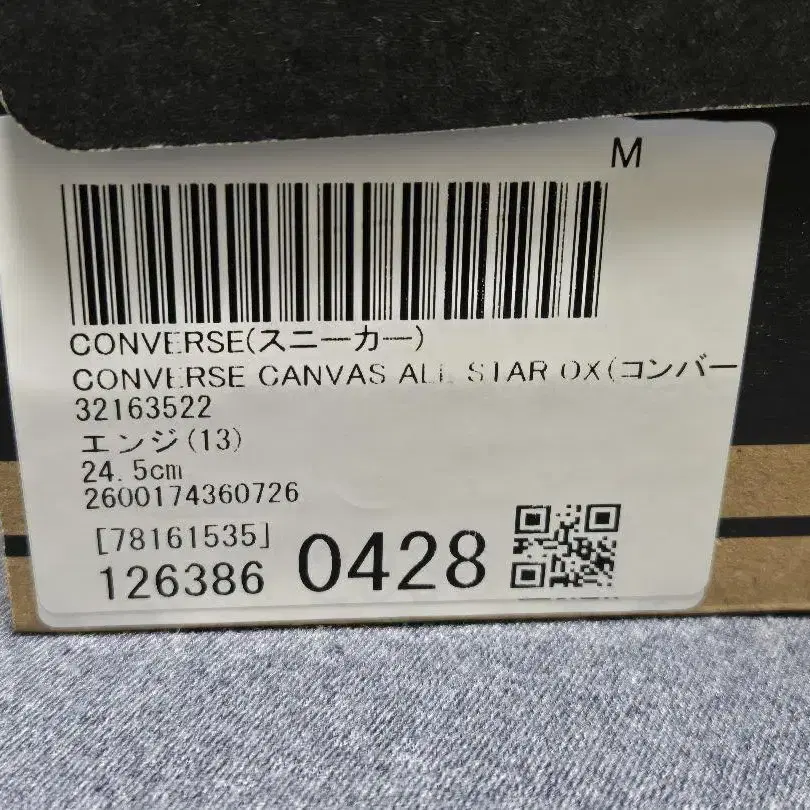 M
CONVERSE(スニーカー)
CONVERSE CANVAS ALL STAR OX(コンバー
32163522
エンジ(13)
24.5cm
2600174360726
[78161535]
126386 0428